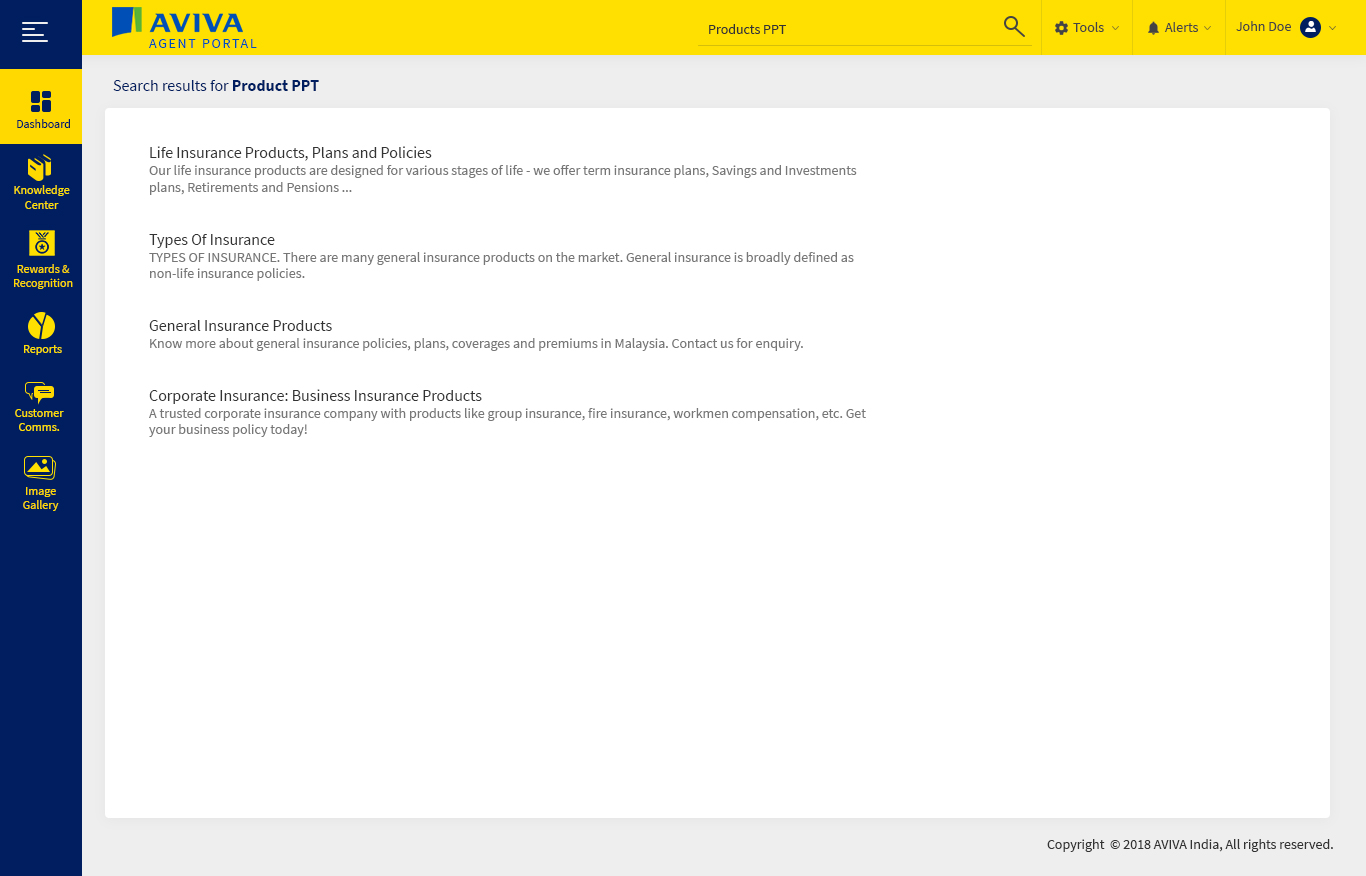 AVIVA
AGENT PORTAL
Products PPT
Tools
Alerts
John Doe
Dashboard
Knowledge
Center
Rewards &
Recognition
Reports
Customer
Comms.
Image
Gallery
Search results for Product PPT
Life Insurance Products, Plans and Policies
Our life insurance products are designed for various stages of life - we offer term insurance plans, Savings and Investments
plans, Retirements and Pensions ...
Types Of Insurance
TYPES OF INSURANCE. There are many general insurance products on the market. General insurance is broadly defined as
non-life insurance policies.
General Insurance Products
Know more about general insurance policies, plans, coverages and premiums in Malaysia. Contact us for enquiry.
Corporate Insurance: Business Insurance Products
A trusted corporate insurance company with products like group insurance, fire insurance, workmen compensation, etc. Get
your business policy today!
Copyright © 2018 AVIVA India, All rights reserved.